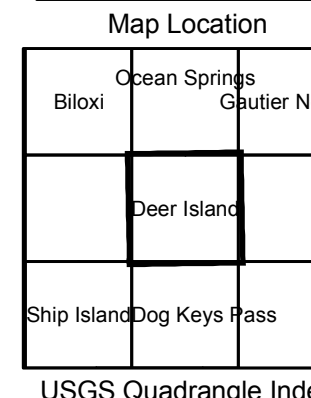 Map Location
Ocean Springs
Biloxi
Gautier N
Deer Island
Ship Island
Dog Keys Pass
USGS Quadrangle Inde